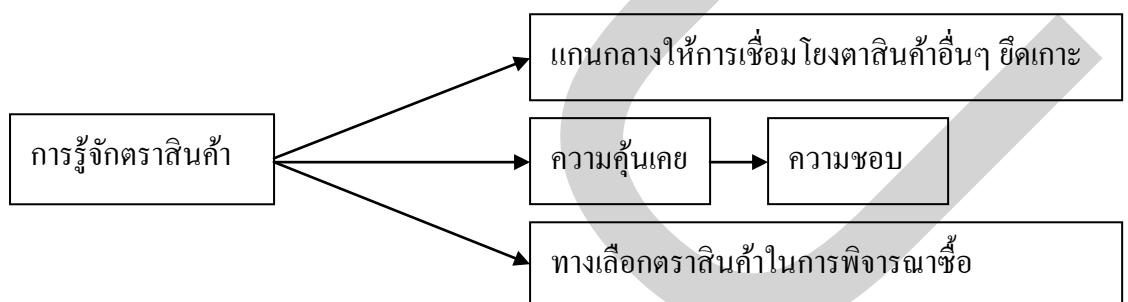 แกนกลางให้การเชื่อมโยงตาสินค้าอื่นๆ ยึดเกาะ
การรู้จักตราสินค้า
ความคุ้นเคย
ความชอบ
ทางเลือกตราสินค้าในการพิจารณาซื้อ